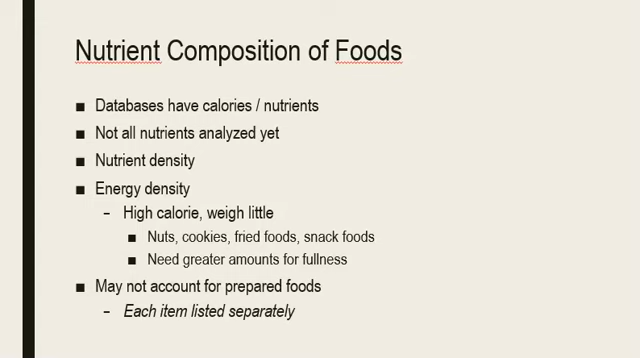 Nutrient Composition of Foods
■ Databases have calories / nutrients
■ Not all nutrients analyzed yet
■ Nutrient density
■ Energy density
– High calorie, weigh little
■ Nuts, cookies, fried foods, snack foods
■ Need greater amounts for fullness
■ May not account for prepared foods
– Each item listed separately